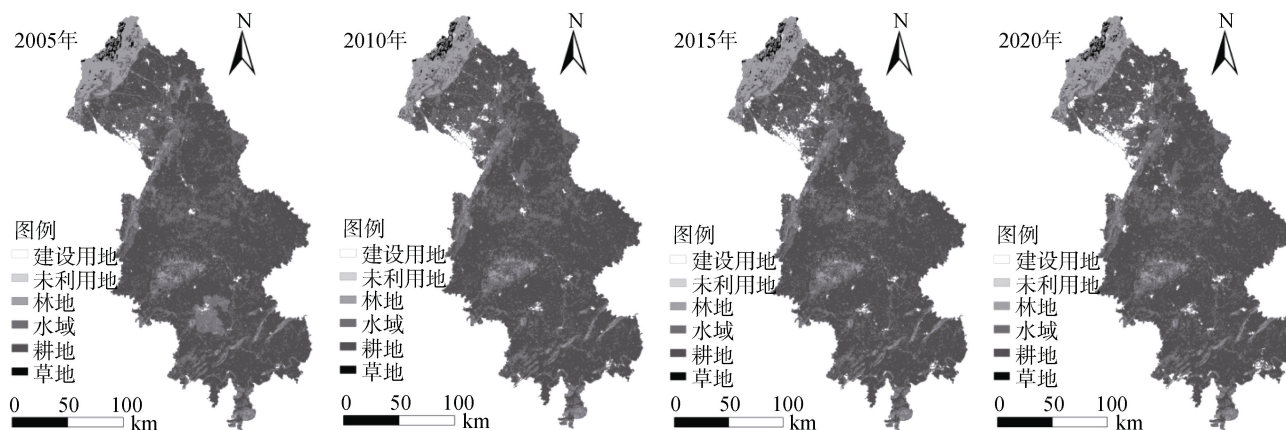 2005年
N
图例
建设用地
未利用地
林地
水域
耕地
草地
0 50 100
km
2010年
N
图例
建设用地
未利用地
林地
水域
耕地
草地
0 50 100
km
2015年
N
图例
建设用地
未利用地
林地
水域
耕地
草地
0 50 100
km
2020年
N
图例
建设用地
未利用地
林地
水域
耕地
草地
0 50 100
km